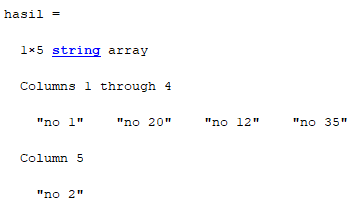 hasil =
1×5 string array
Columns 1 through 4
"no 1" "no 20" "no 12" "no 35"
Column 5
"no 2"